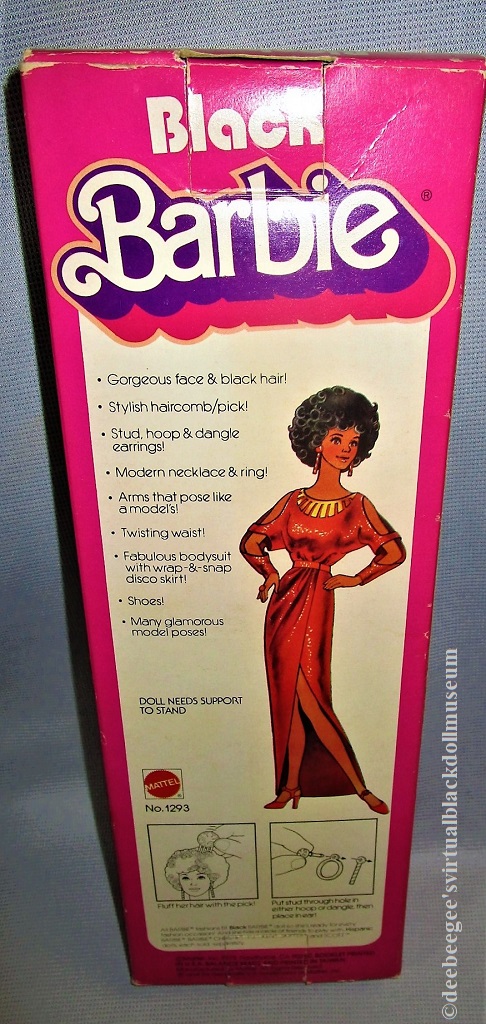 Black
Barbie®
• Gorgeous face & black hair!
• Stylish haircomb/pick!
• Stud, hoop & dangle
earrings!
• Modern necklace & ring!
• Arms that pose like
a model's!
• Twisting waist!
• Fabulous bodysuit
with wrap-&-snap
disco skirt!
• Shoes!
• Many glamorous
model poses!
DOLL NEEDS SUPPORT
TO STAND
MATTEL
No. 1293
Fluff her hair with the pick!
Put stud through hole in
either hoop or dangle, then
place in ear!
©deebeegee'svirtualblackdollmuseum